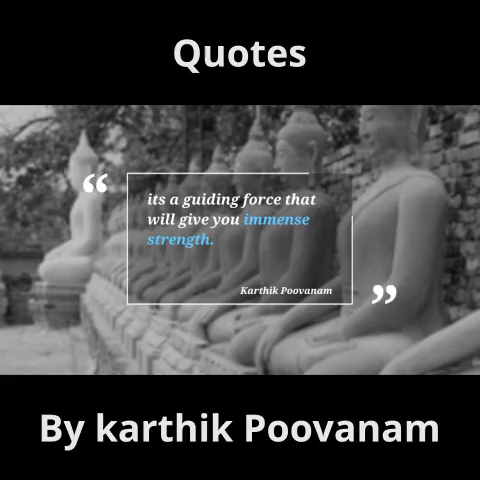 Quotes
“
its a guiding force that
will give you immense
strength.
Karthik Poovanam
”
By karthik Poovanam